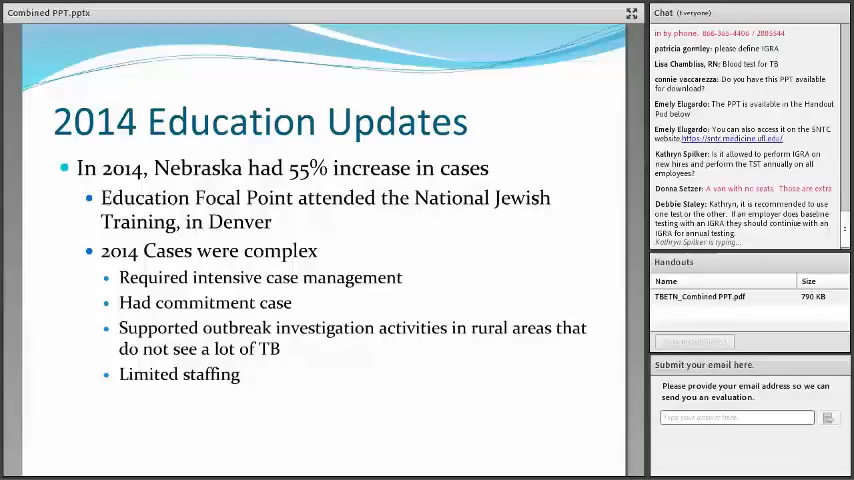 Combined PPT.pptx
2014 Education Updates
In 2014, Nebraska had 55% increase in cases
Education Focal Point attended the National Jewish
Training, in Denver
2014 Cases were complex
Required intensive case management
Had commitment case
Supported outbreak investigation activities in rural areas that
do not see a lot of TB
Limited staffing
Chat (Everyone)
in by phone. 866-365-4406 / 2885644
patricia gormley: please define IGRA
Lisa Chambliss, RN: Blood test for TB
connie vaccarezza: Do you have this PPT available
for download?
Emely Elugardo: The PPT is available in the Handout
Pod below
Emely Elugardo: You can also access it on the SNTC
website https://sntc.medicine.ufl.edu/
Kathryn Spilker: Is it allowed to perform IGRA on
new hires and perform the TST annually on all
employees?
Donna Setzer: A van with no seats. Those are extra
Debbie Staley: Kathryn, it is recommended to use
one test or the other. If an employer does baseline
testing with an IGRA they should continue with an
IGRA for annual testing.
Kathryn Spilker is typing...
Handouts
Name Size
TBETN_Combined PPT.pdf 790 KB
Submit your email here.
Please provide your email address so we can
send you an evaluation.
Type your answer here..